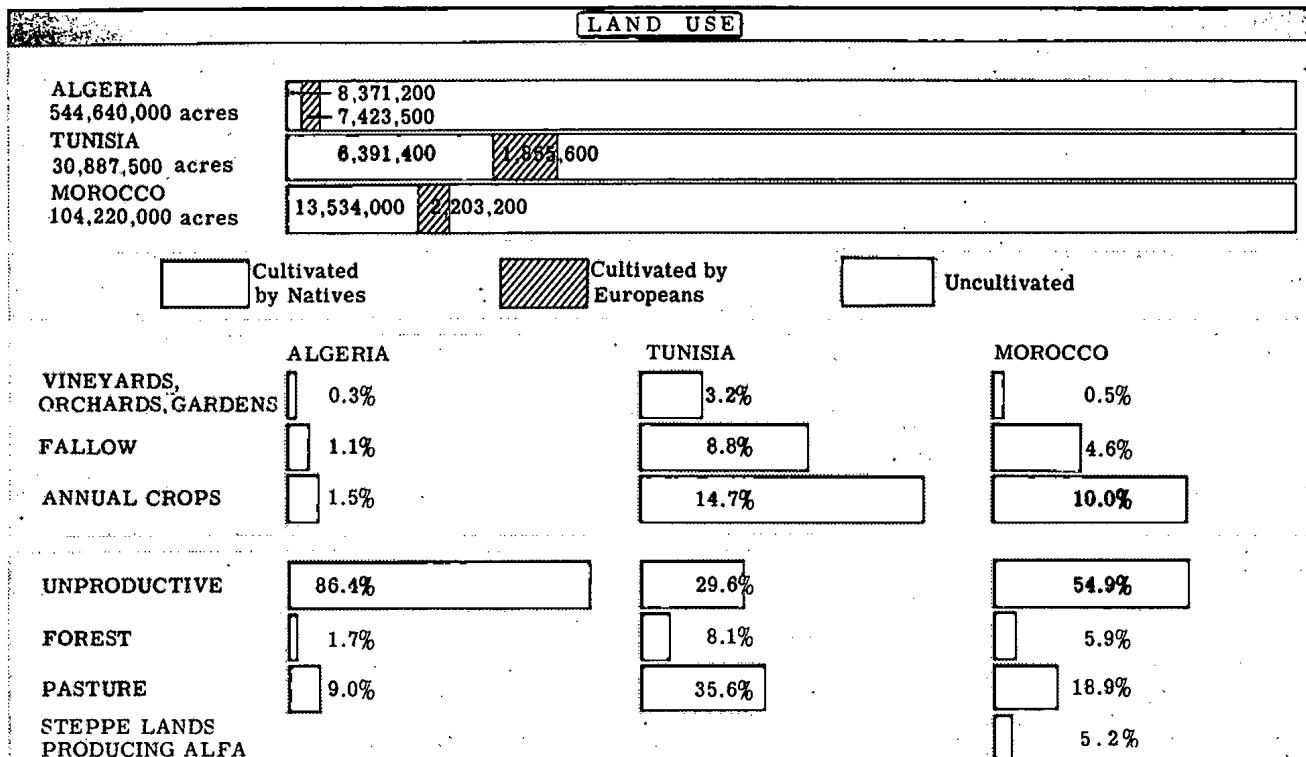 LAND USE
ALGERIA
544,640,000 acres
8,371,200
7,423,500
TUNISIA
30,887,500 acres
6,391,400 1,855,600
MOROCCO
104,220,000 acres
13,534,000 2,203,200
Cultivated
by Natives
Cultivated by
Europeans
Uncultivated
ALGERIA TUNISIA MOROCCO
VINEYARDS,
ORCHARDS, GARDENS 0.3% 3.2% 0.5%
FALLOW 1.1% 8.8% 4.6%
ANNUAL CROPS 1.5% 14.7% 10.0%
UNPRODUCTIVE 86.4% 29.6% 54.9%
FOREST 1.7% 8.1% 5.9%
PASTURE 9.0% 35.6% 18.9%
STEPPE LANDS
PRODUCING ALFA 5.2%